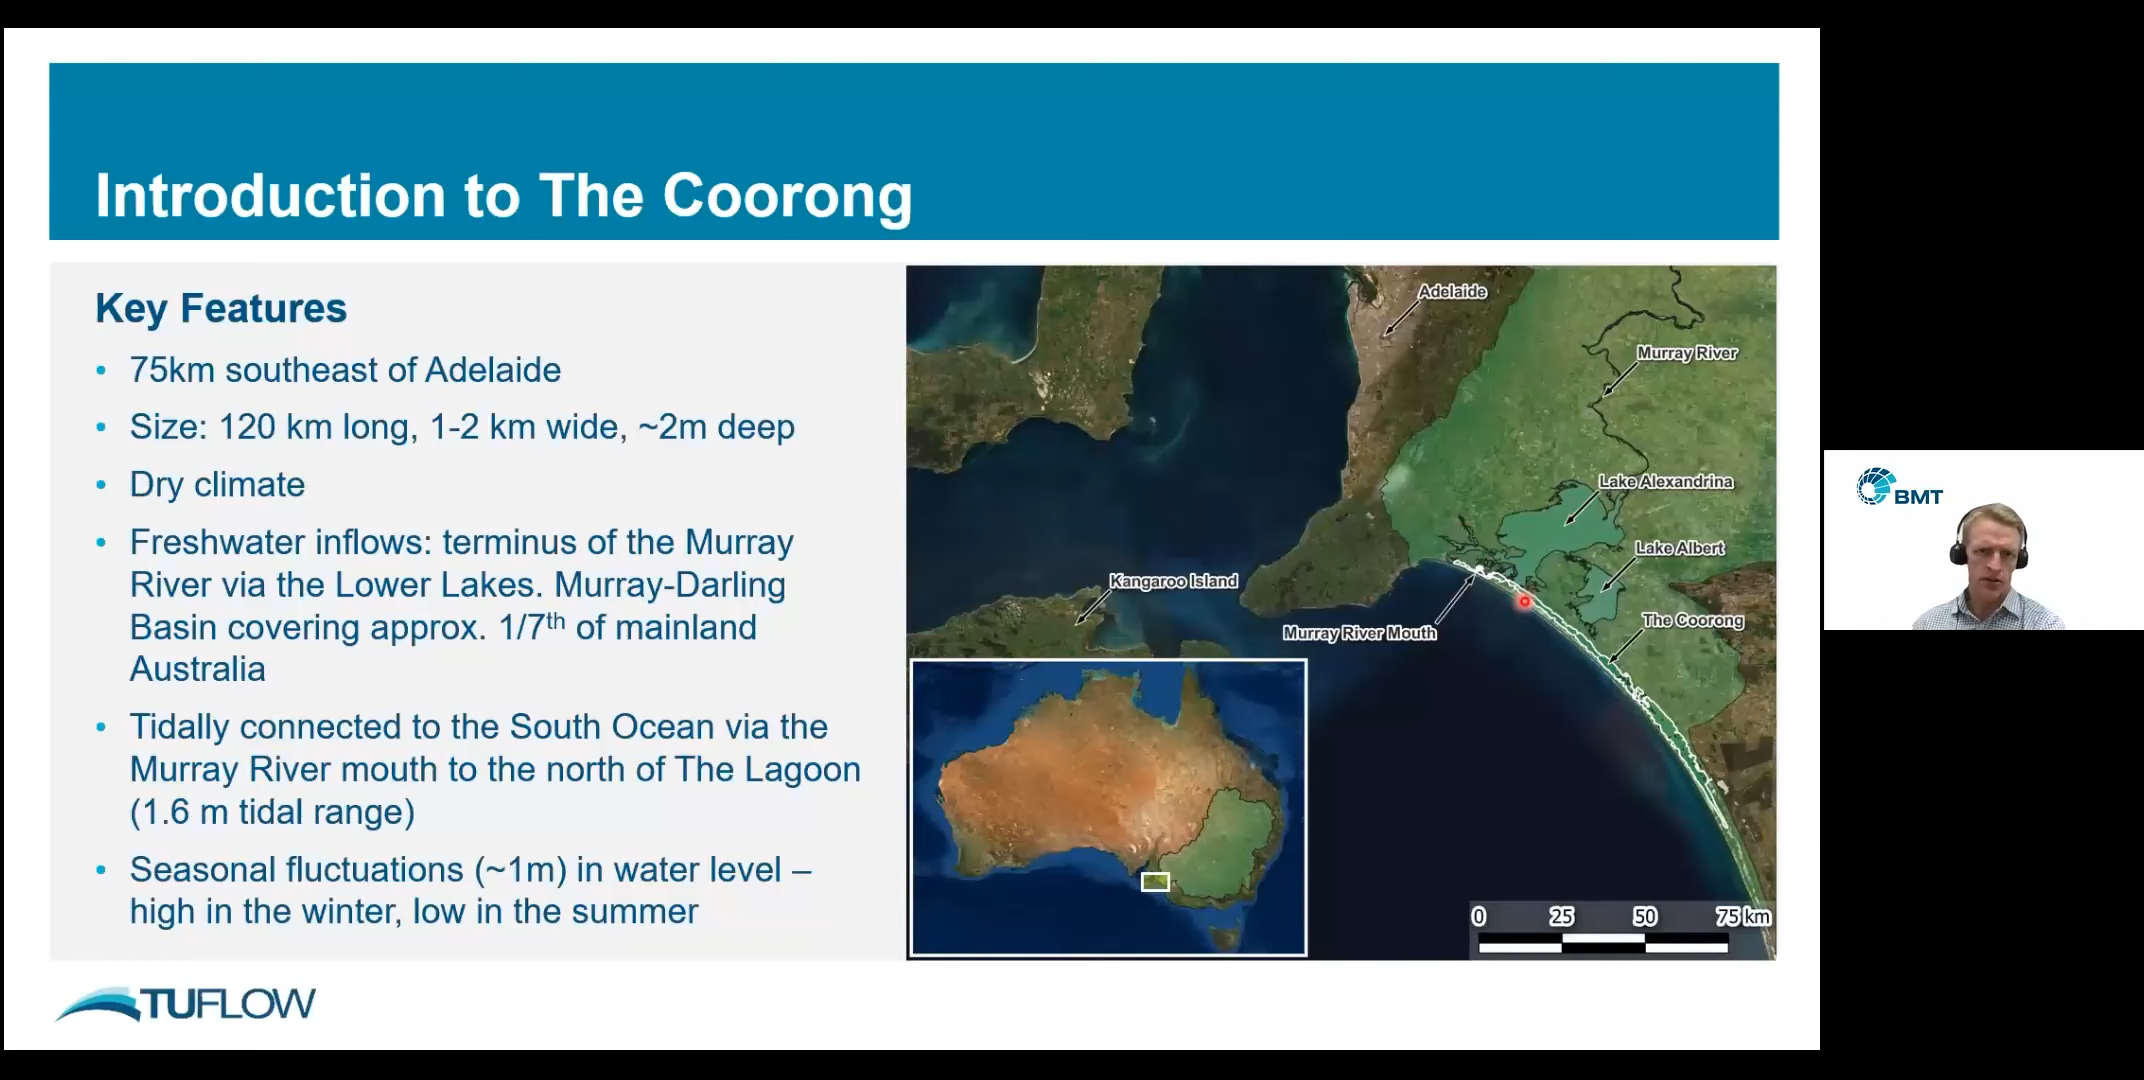 Introduction to The Coorong
Key Features
• 75km southeast of Adelaide
• Size: 120 km long, 1-2 km wide, ~2m deep
• Dry climate
• Freshwater inflows: terminus of the Murray
River via the Lower Lakes. Murray-Darling
Basin covering approx. 1/7th of mainland
Australia
• Tidally connected to the South Ocean via the
Murray River mouth to the north of The Lagoon
(1.6 m tidal range)
• Seasonal fluctuations (~1m) in water level –
high in the winter, low in the summer
Adelaide
Murray River
Lake Alexandrina
Lake Albert
Kangaroo Island
The Coorong
Murray River Mouth
0 25 50 75 km
TUFLOW
BMT